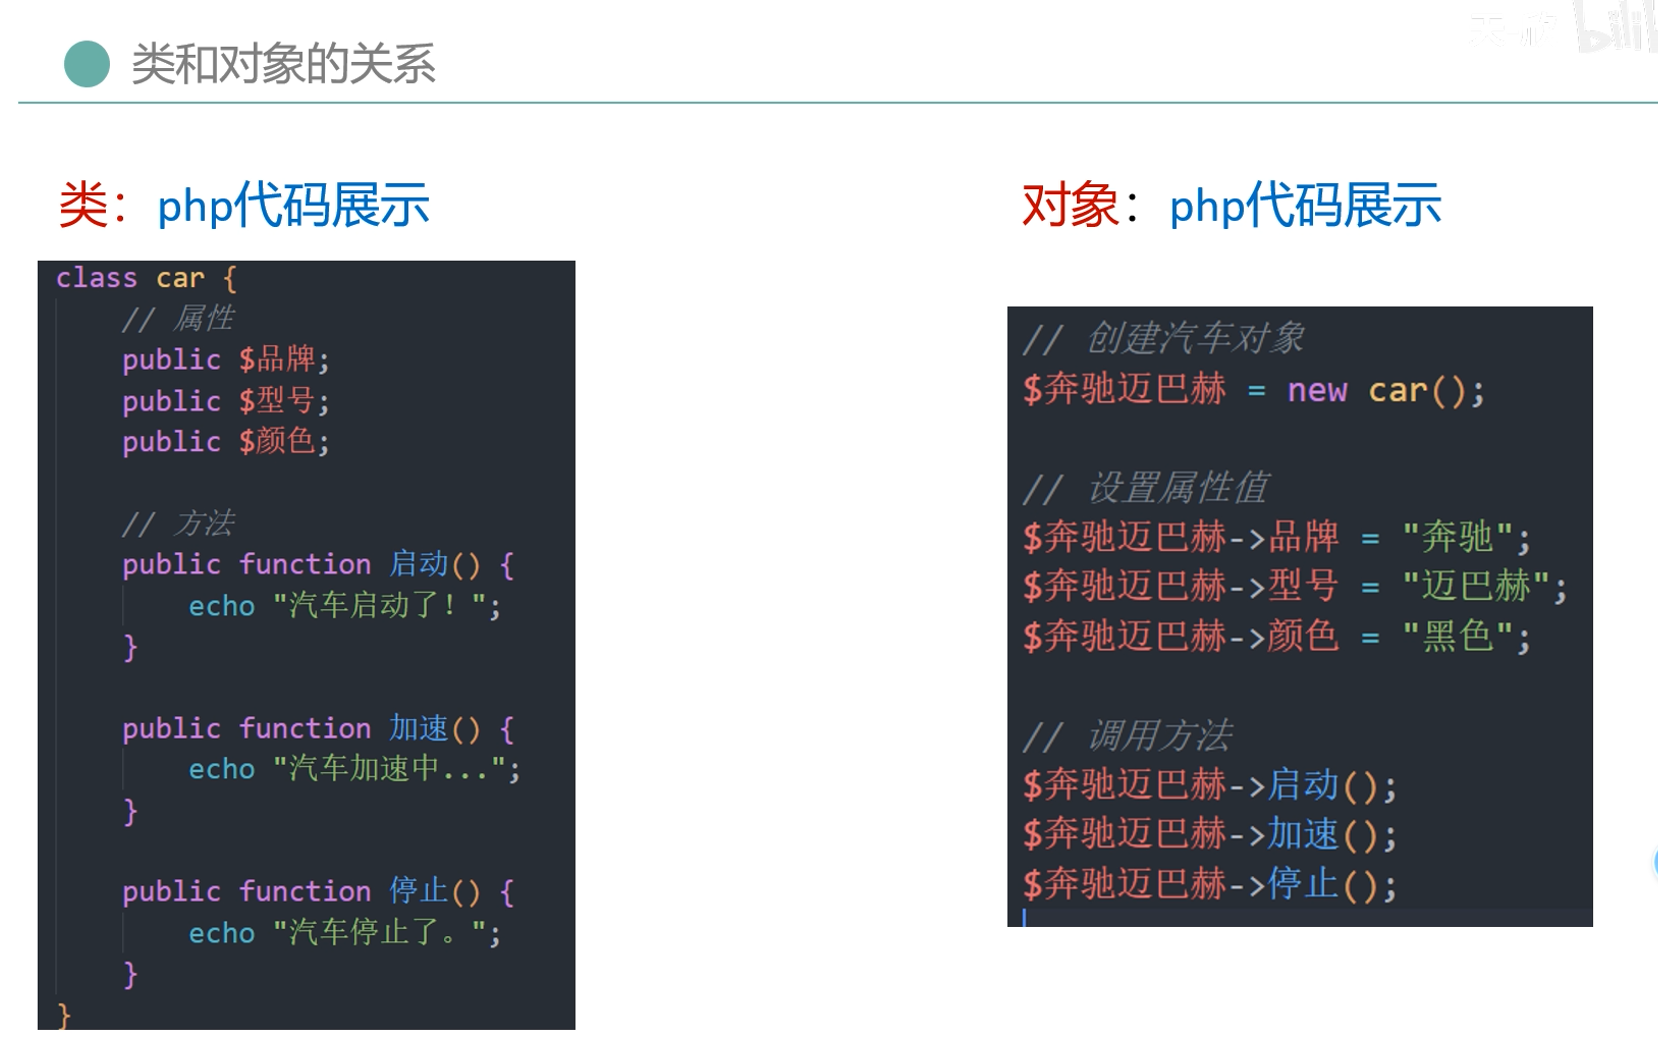 类和对象的关系
类：php代码展示
class car {
// 属性
public $品牌;
public $型号;
public $颜色;
// 方法
public function 启动() {
echo "汽车启动了！";
}
public function 加速() {
echo "汽车加速中...";
}
public function 停止() {
echo "汽车停止了。";
}
}
对象：php代码展示
// 创建汽车对象
$奔驰迈巴赫 = new car();
// 设置属性值
$奔驰迈巴赫->品牌 = "奔驰";
$奔驰迈巴赫->型号 = "迈巴赫";
$奔驰迈巴赫->颜色 = "黑色";
// 调用方法
$奔驰迈巴赫->启动();
$奔驰迈巴赫->加速();
$奔驰迈巴赫->停止();